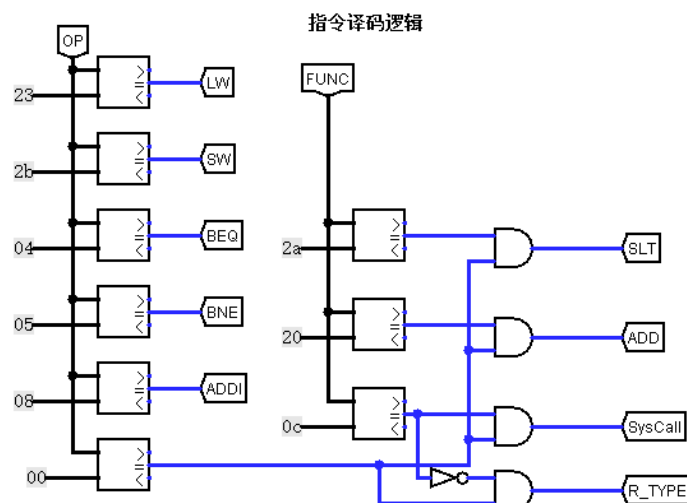 指令译码逻辑
OP
FUNC
23
LW
2b
SW
04
BEQ
2a
SLT
05
BNE
20
ADD
08
ADDI
0c
SysCall
00
R_TYPE
> = <
> = <
> = <
> = <
> = <
> = <
> = <
> = <
> = <